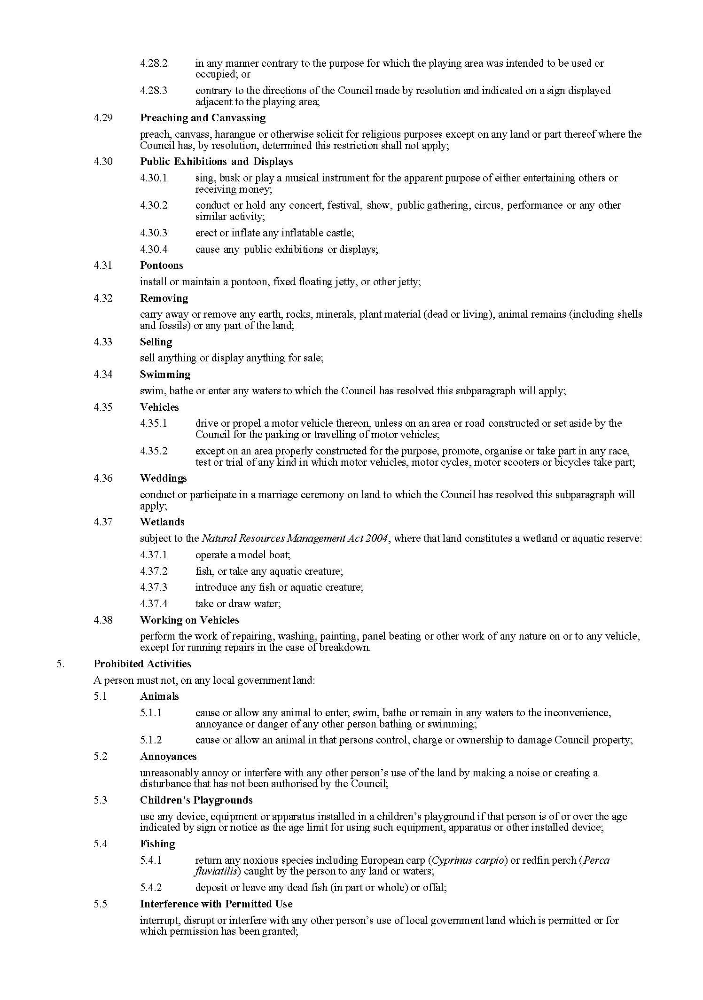 4.28.2 in any manner contrary to the purpose for which the playing area was intended to be used or
occupied; or
4.28.3 contrary to the directions of the Council made by resolution and indicated on a sign displayed
adjacent to the playing area;
4.29 Preaching and Canvassing
preach, canvass, harangue or otherwise solicit for religious purposes except on any land or part thereof where the
Council has, by resolution, determined this restriction shall not apply;
4.30 Public Exhibitions and Displays
4.30.1 sing, busk or play a musical instrument for the apparent purpose of either entertaining others or
receiving money;
4.30.2 conduct or hold any concert, festival, show, public gathering, circus, performance or any other
similar activity;
4.30.3 erect or inflate any inflatable castle;
4.30.4 cause any public exhibitions or displays;
4.31 Pontoons
install or maintain a pontoon, fixed floating jetty, or other jetty;
4.32 Removing
carry away or remove any earth, rocks, minerals, plant material (dead or living), animal remains (including shells
and fossils) or any part of the land;
4.33 Selling
sell anything or display anything for sale;
4.34 Swimming
swim, bathe or enter any waters to which the Council has resolved this subparagraph will apply;
4.35 Vehicles
4.35.1 drive or propel a motor vehicle thereon, unless on an area or road constructed or set aside by the
Council for the parking or travelling of motor vehicles;
4.35.2 except on an area properly constructed for the purpose, promote, organise or take part in any race,
test or trial of any kind in which motor vehicles, motor cycles, motor scooters or bicycles take part;
4.36 Weddings
conduct or participate in a marriage ceremony on land to which the Council has resolved this subparagraph will
apply;
4.37 Wetlands
subject to the Natural Resources Management Act 2004, where that land constitutes a wetland or aquatic reserve:
4.37.1 operate a model boat;
4.37.2 fish, or take any aquatic creature;
4.37.3 introduce any fish or aquatic creature;
4.37.4 take or draw water;
4.38 Working on Vehicles
perform the work of repairing, washing, painting, panel beating or other work of any nature on or to any vehicle,
except for running repairs in the case of breakdown.
5. Prohibited Activities
A person must not, on any local government land:
5.1 Animals
5.1.1 cause or allow any animal to enter, swim, bathe or remain in any waters to the inconvenience,
annoyance or danger of any other person bathing or swimming;
5.1.2 cause or allow an animal in that persons control, charge or ownership to damage Council property;
5.2 Annoyances
unreasonably annoy or interfere with any other person’s use of the land by making a noise or creating a
disturbance that has not been authorised by the Council;
5.3 Children’s Playgrounds
use any device, equipment or apparatus installed in a children’s playground if that person is of or over the age
indicated by sign or notice as the age limit for using such equipment, apparatus or other installed device;
5.4 Fishing
5.4.1 return any noxious species including European carp (Cyprinus carpio) or redfin perch (Perca
fluviatilis) caught by the person to any land or waters;
5.4.2 deposit or leave any dead fish (in part or whole) or offal;
5.5 Interference with Permitted Use
interrupt, disrupt or interfere with any other person’s use of local government land which is permitted or for
which permission has been granted;